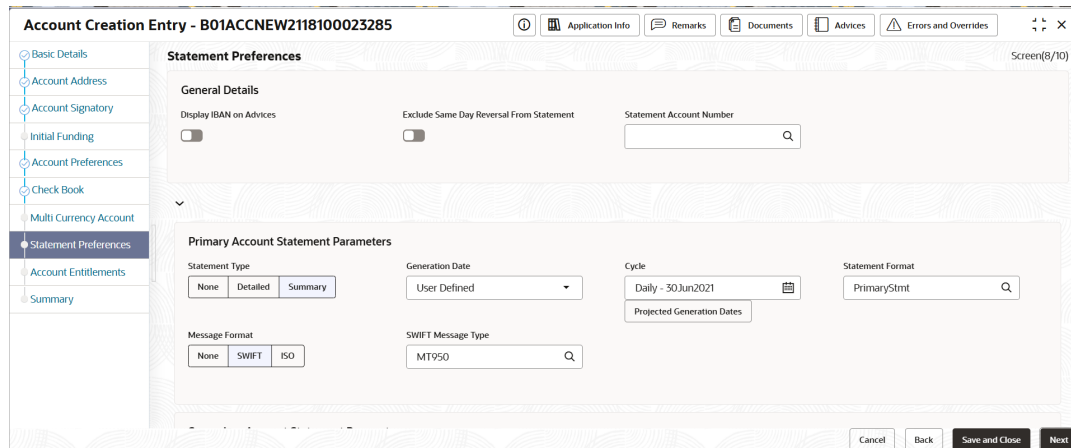 Account Creation Entry - B01ACCNEW2118100023285
Application Info
Remarks
Documents
Advices
Errors and Overrides
Basic Details
Account Address
Account Signatory
Initial Funding
Account Preferences
Check Book
Multi Currency Account
Statement Preferences
Account Entitlements
Summary
Statement Preferences
Screen(8/10)
General Details
Display IBAN on Advices
Exclude Same Day Reversal From Statement
Statement Account Number
Primary Account Statement Parameters
Statement Type
Generation Date
Cycle
Statement Format
None Detailed Summary
User Defined
Daily - 30Jun2021
PrimaryStmt
Projected Generation Dates
Message Format
SWIFT Message Type
None SWIFT ISO
MT950
Cancel
Back
Save and Close
Next